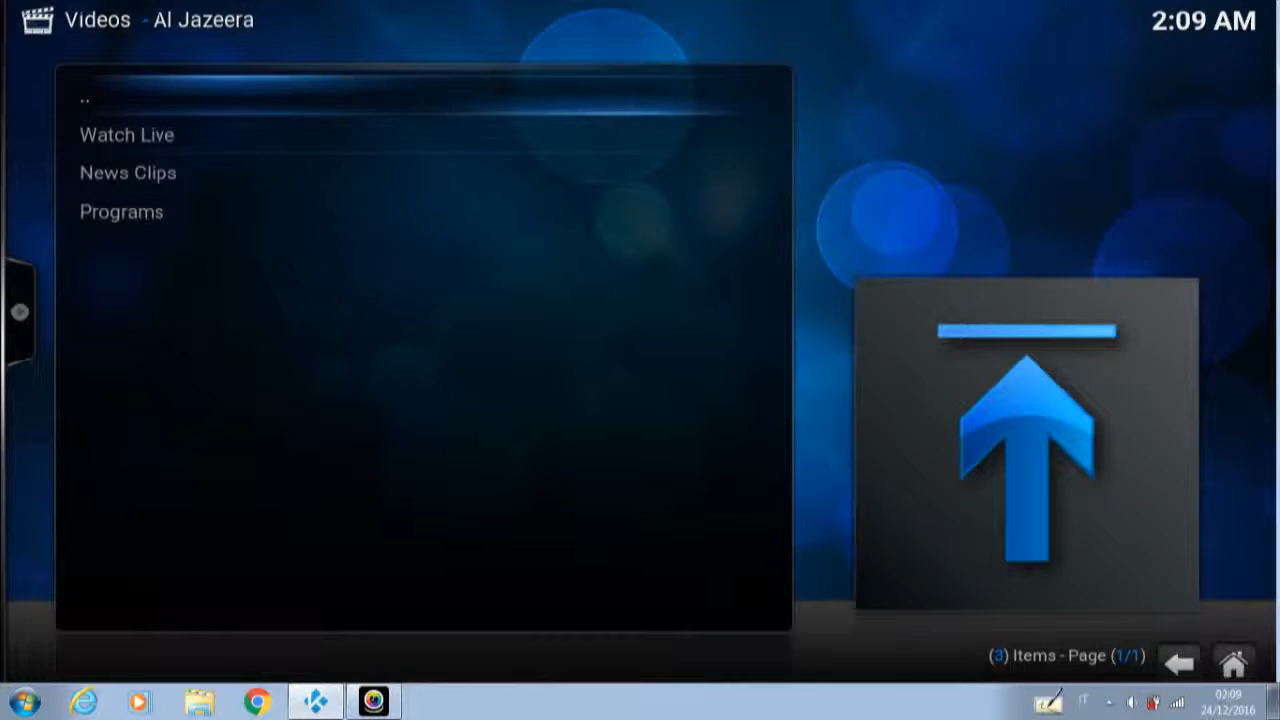 Videos - Al Jazeera
2:09 AM
..
Watch Live
News Clips
Programs
(3) Items - Page (1/1)
IT
02:09
24/12/2016